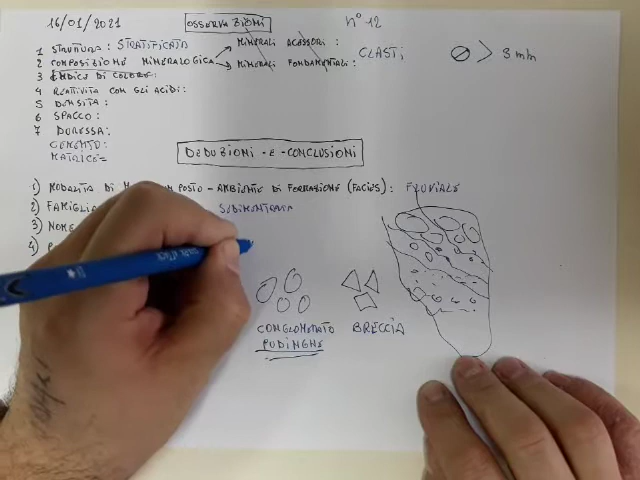 16/01/2021 OSSERVAZIONI n° 12
1 STRUTTURA : STRATIFICATA MINERALI ACCESSORI :
2 COMPOSIZIONE MINERALOGICA MINERALI FONDAMENTALI : CLASTI > 3 mm
3 INDICE DI COLORE :
4 REATTIVITÀ CON GLI ACIDI :
5 DENSITÀ :
6 SPACCO :
7 DUREZZA :
CEMENTO:
MATRICE=
DEDUZIONI - E - CONCLUSIONI
1) MODALITÀ DI - AMBIENTE DI FORMAZIONE (FACIES) : FLUVIALE
2) FAMIGLIA SEDIMENTARIA
3) NOME
4)
CONGLOMERATO BRECCIA
PUDINGHE